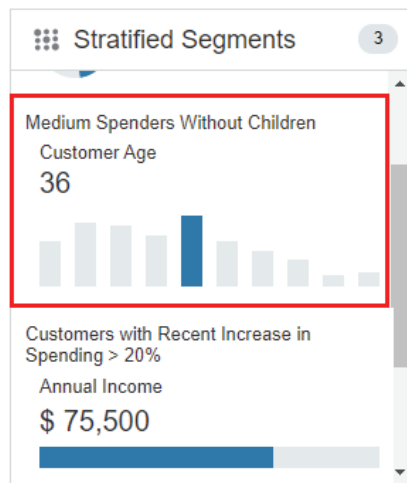 Stratified Segments
3
Medium Spenders Without Children
Customer Age
36
Customers with Recent Increase in
Spending > 20%
Annual Income
$ 75,500